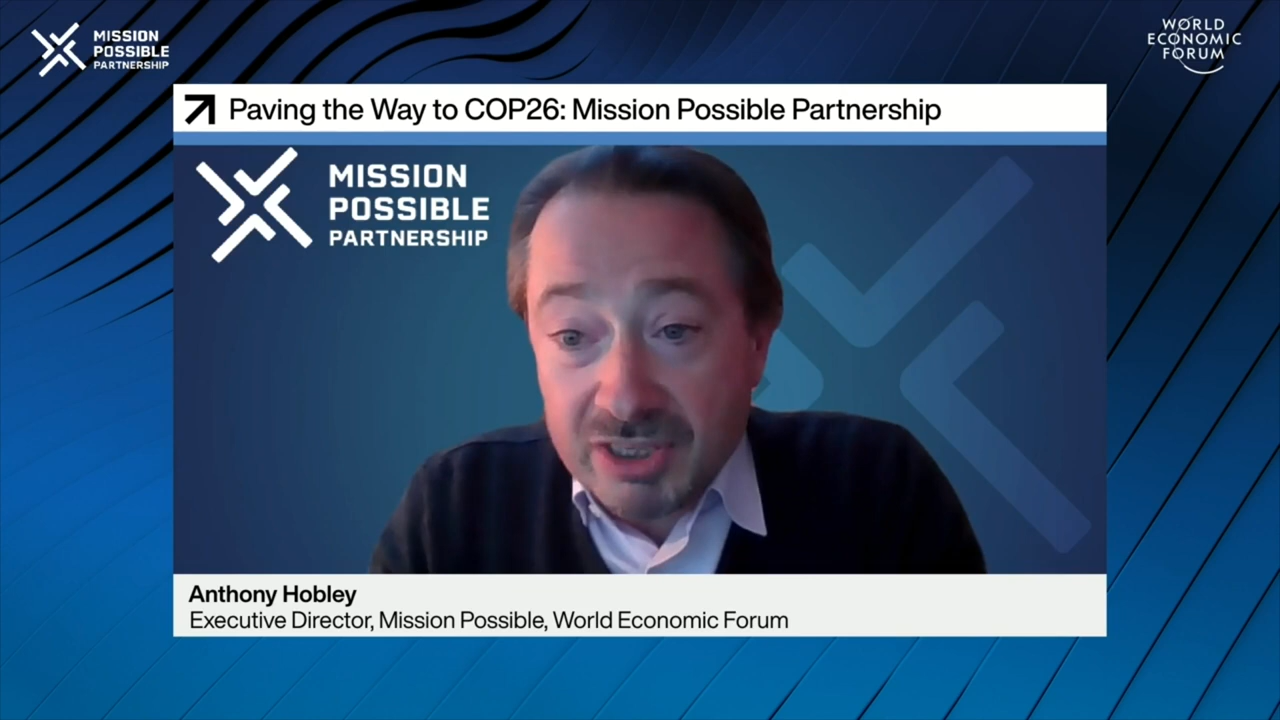 MISSION
POSSIBLE
PARTNERSHIP
WORLD
ECONOMIC
FORUM
Paving the Way to COP26: Mission Possible Partnership
MISSION
POSSIBLE
PARTNERSHIP
Anthony Hobley
Executive Director, Mission Possible, World Economic Forum